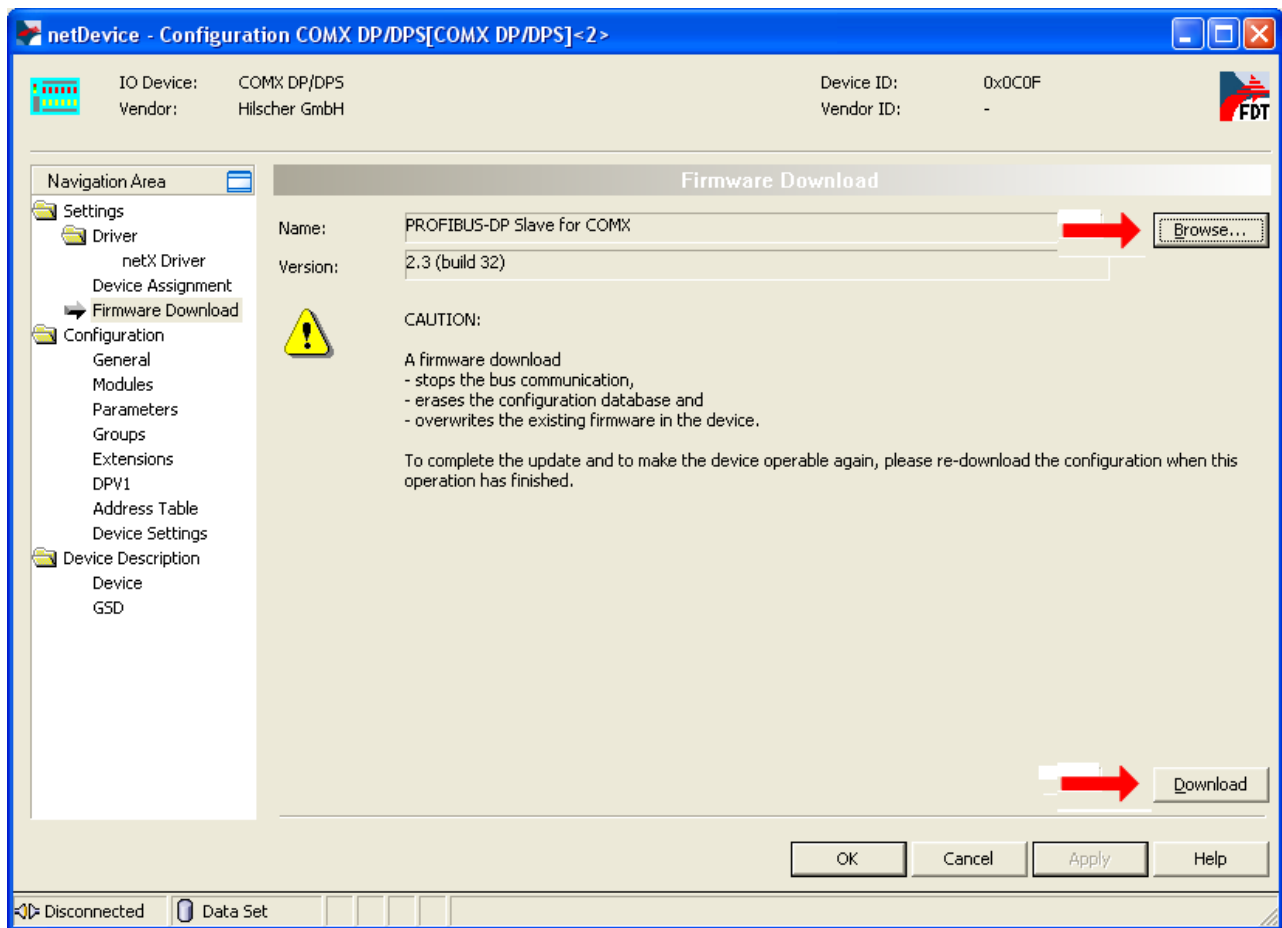 netDevice - Configuration COMX DP/DPS[COMX DP/DPS]<2>
IO Device: COMX DP/DPS Device ID: 0x0C0F
Vendor: Hilscher GmbH Vendor ID: -
FDT
Navigation Area
Settings
Driver
netX Driver
Device Assignment
Firmware Download
Configuration
General
Modules
Parameters
Groups
Extensions
DPV1
Address Table
Device Settings
Device Description
Device
GSD
Firmware Download
Name: PROFIBUS-DP Slave for COMX Browse...
Version: 2.3 (build 32)
CAUTION:
A firmware download
- stops the bus communication,
- erases the configuration database and
- overwrites the existing firmware in the device.
To complete the update and to make the device operable again, please re-download the configuration when this
operation has finished.
Download
OK Cancel Apply Help
Disconnected Data Set